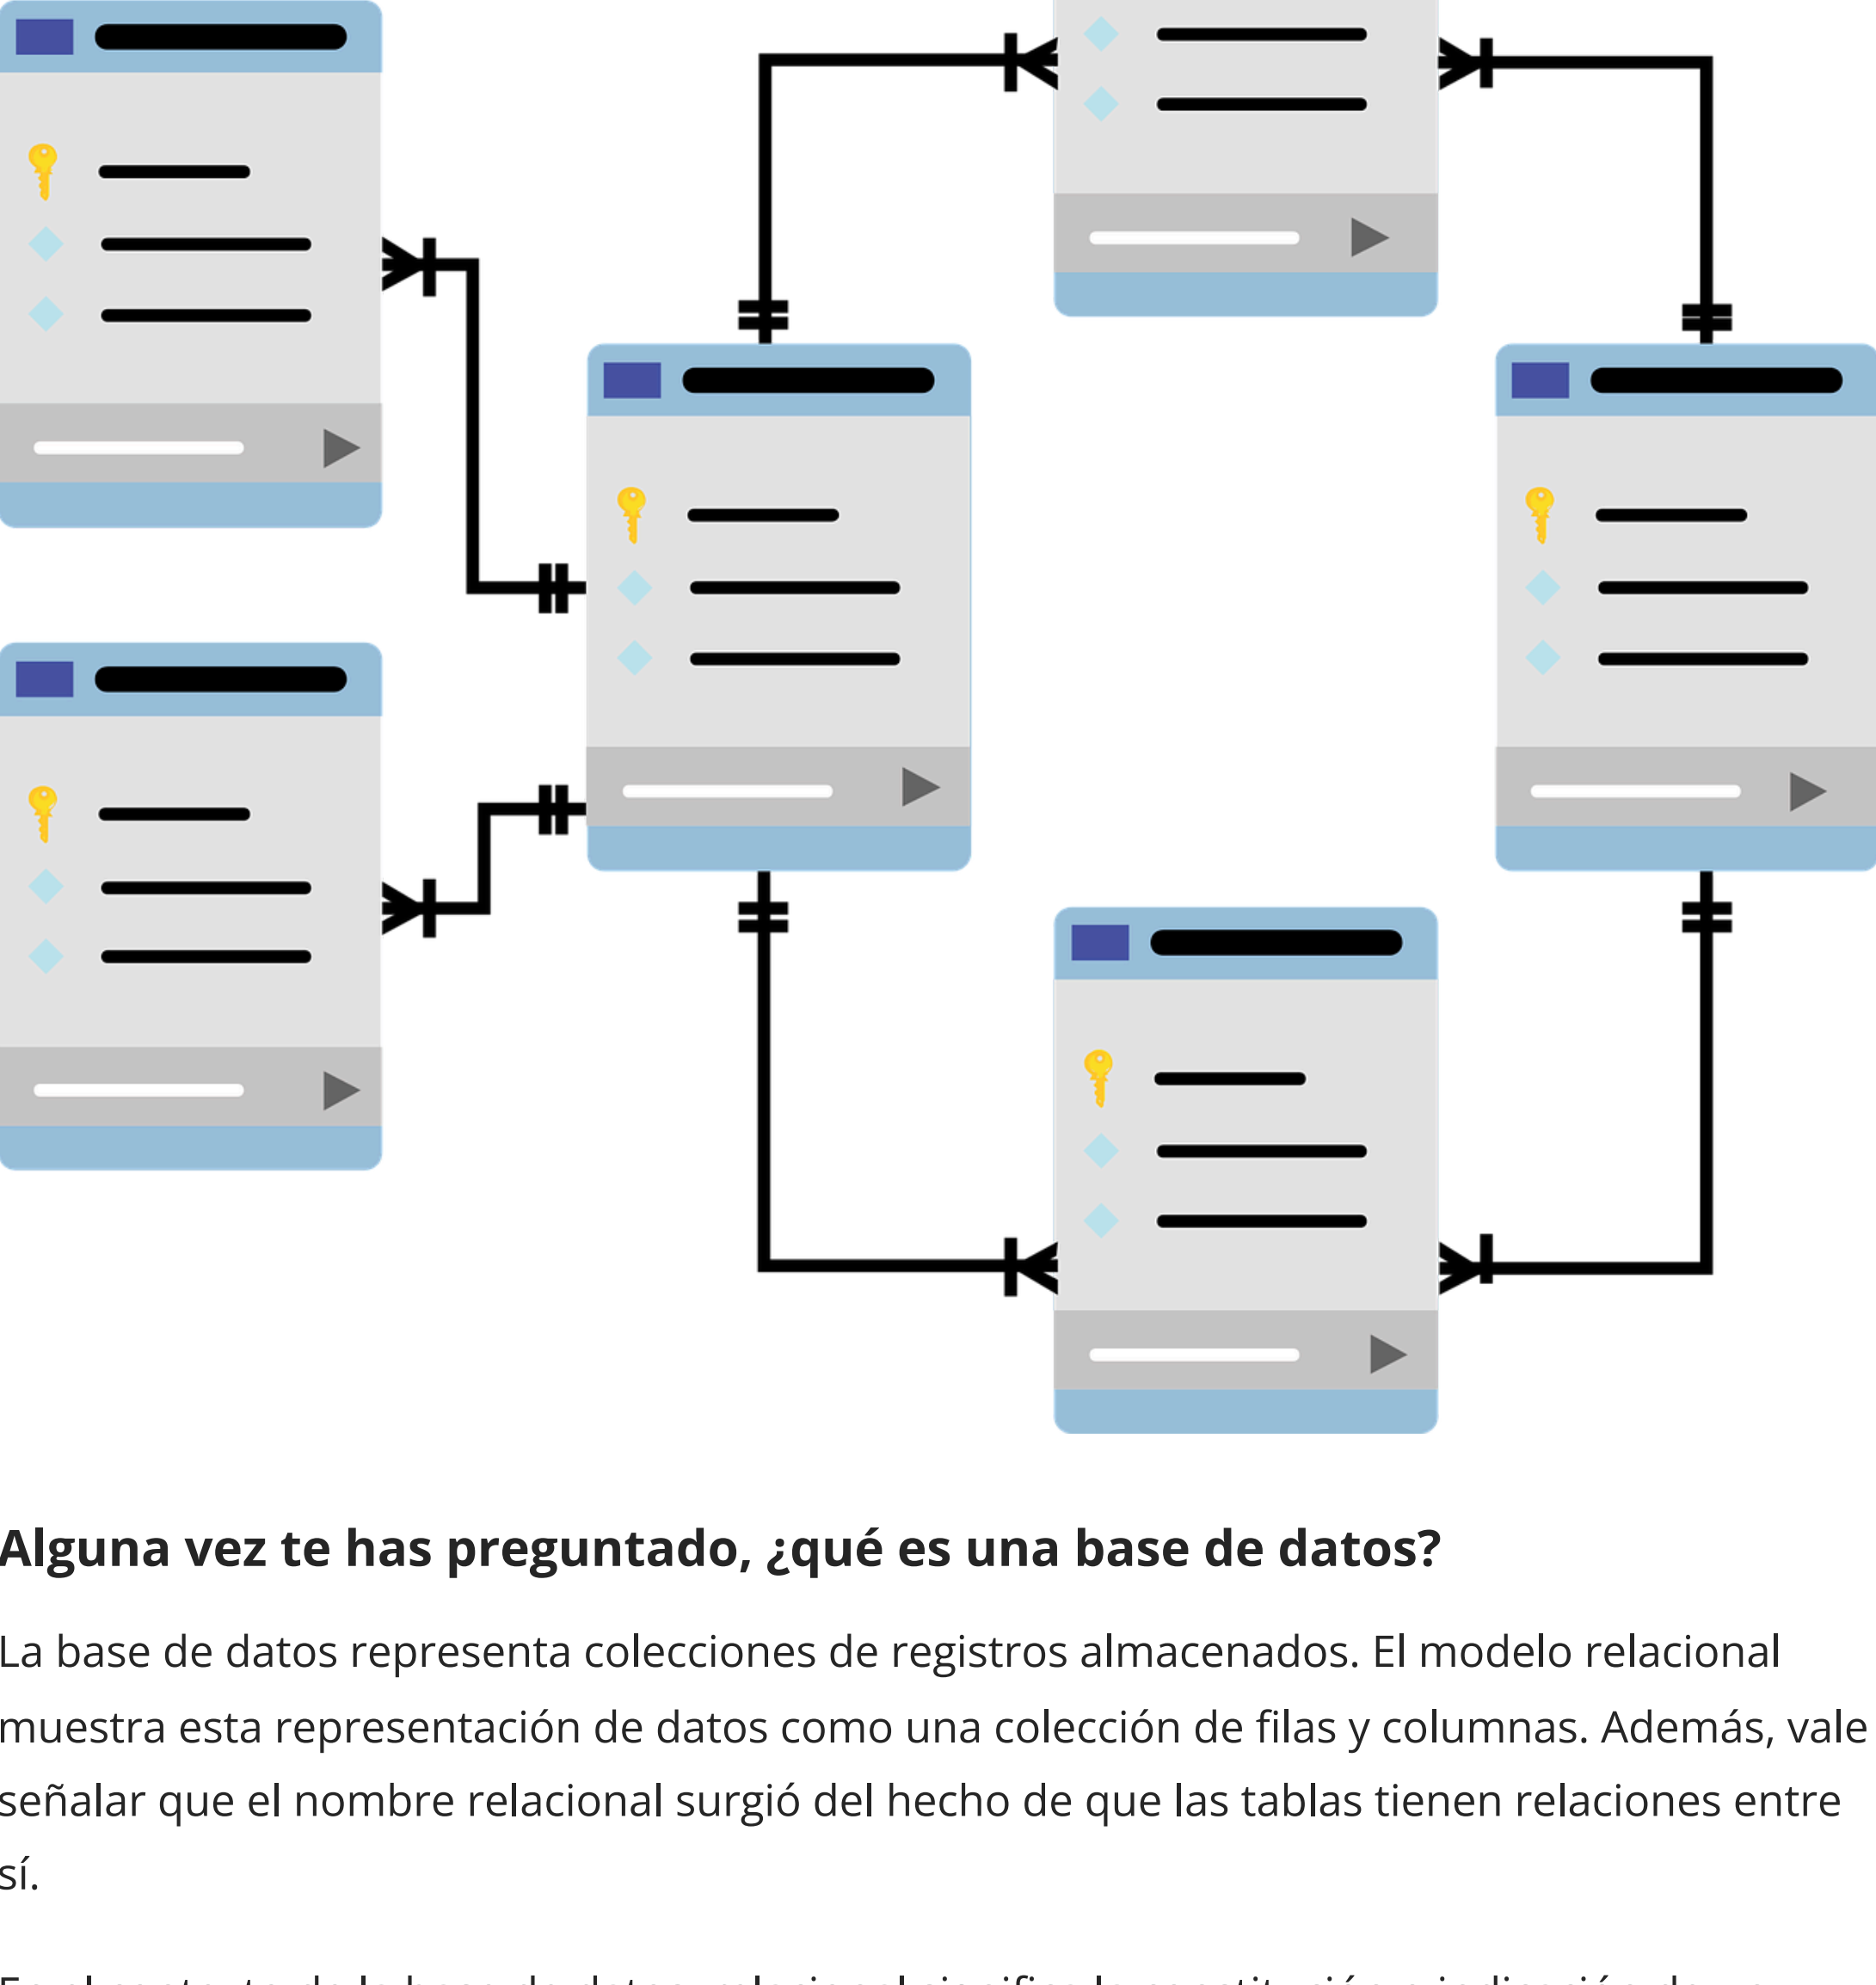 Alguna vez te has preguntado, ¿qué es una base de datos?
La base de datos representa colecciones de registros almacenados. El modelo relacional
muestra esta representación de datos como una colección de filas y columnas. Además, vale
señalar que el nombre relacional surgió del hecho de que las tablas tienen relaciones entre
sí.